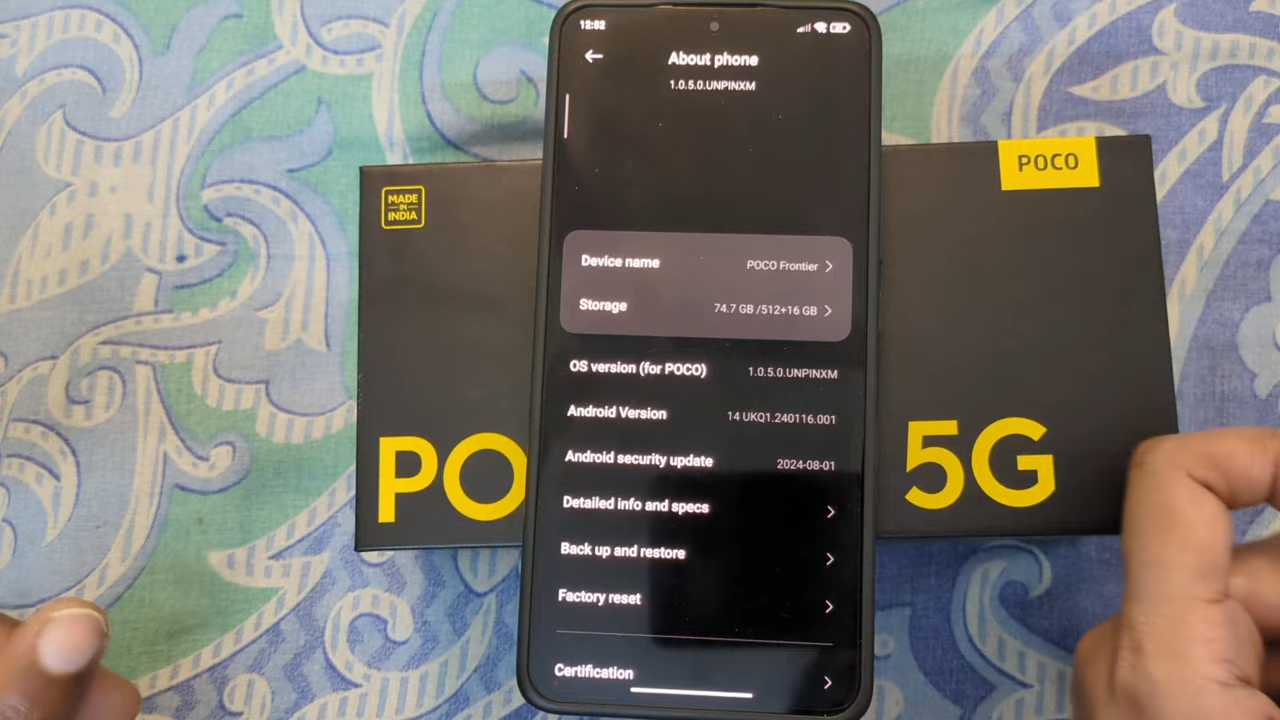 12:52
About phone
1.0.5.0.UNPINXM
POCO
MADE
IN
INDIA
Device name
POCO Frontier
Storage
74.7 GB /512+16 GB
OS version (for POCO)
1.0.5.0.UNPINXM
Android Version
14 UKQ1.240116.001
Android security update
2024-08-01
Detailed info and specs
Back up and restore
Factory reset
Certification
PO
5G